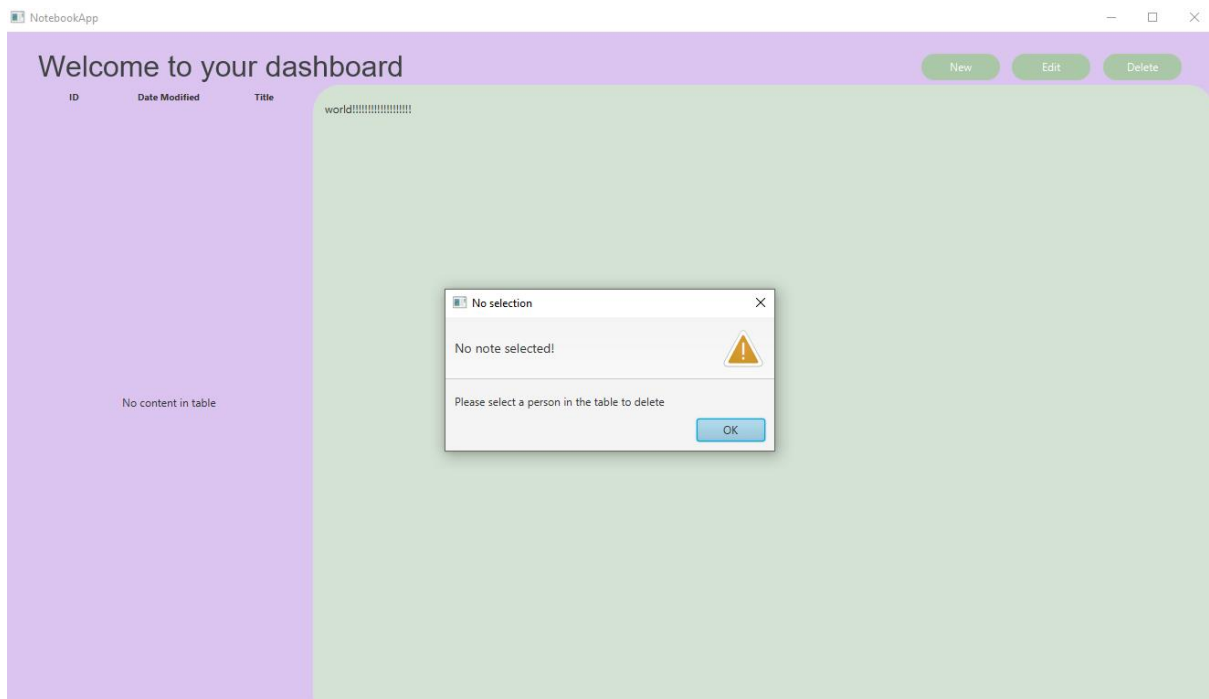 NotebookApp
Welcome to your dashboard
New Edit Delete
ID Date Modified Title
world!!!!!!!!!!!!!!!!!!!
No selection
No note selected!
No content in table
Please select a person in the table to delete
OK